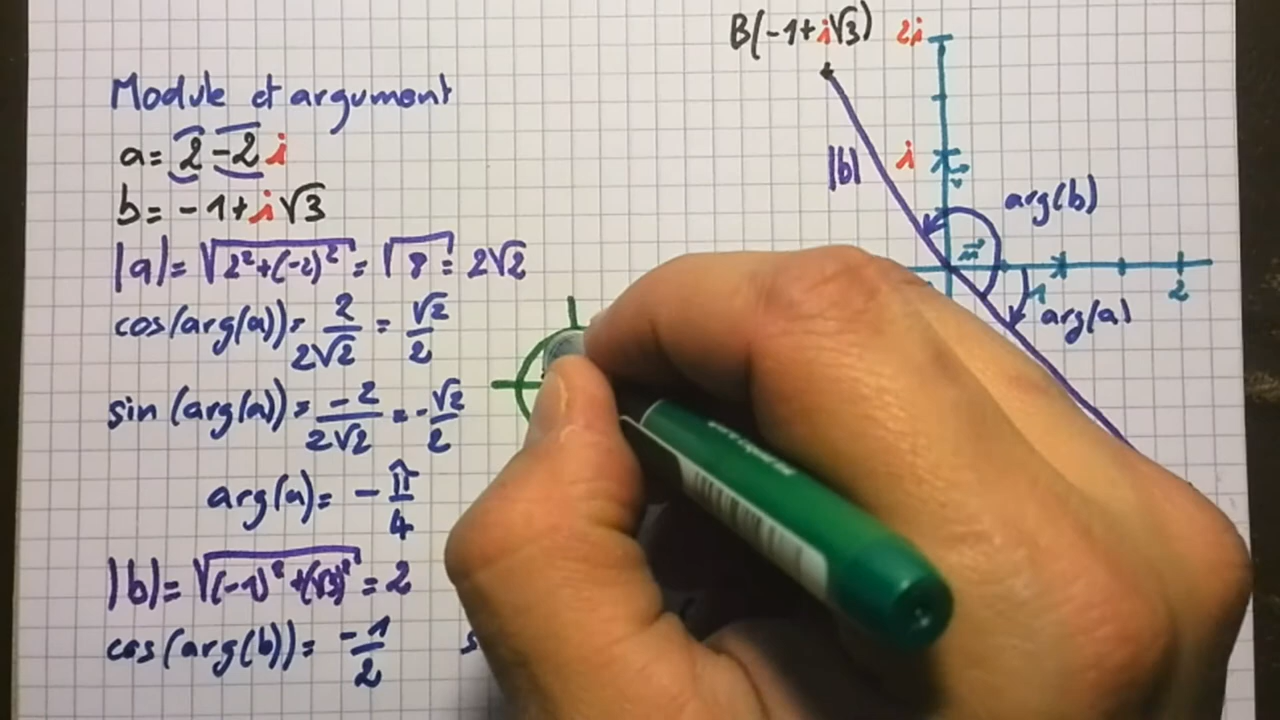 Module et argument
a = 2 - 2i
b = -1 + i√3
|a| = √(2² + (-2)²) = √8 = 2√2
cos(arg(a)) = 2/2√2 = √2/2
sin(arg(a)) = -2/2√2 = -√2/2
arg(a) = -π/4
|b| = √((-1)² + (√3)²) = 2
cos(arg(b)) = -1/2 s
B(-1+i√3) 2i
|b| i
v
arg(b)
u
1 2
arg(a)